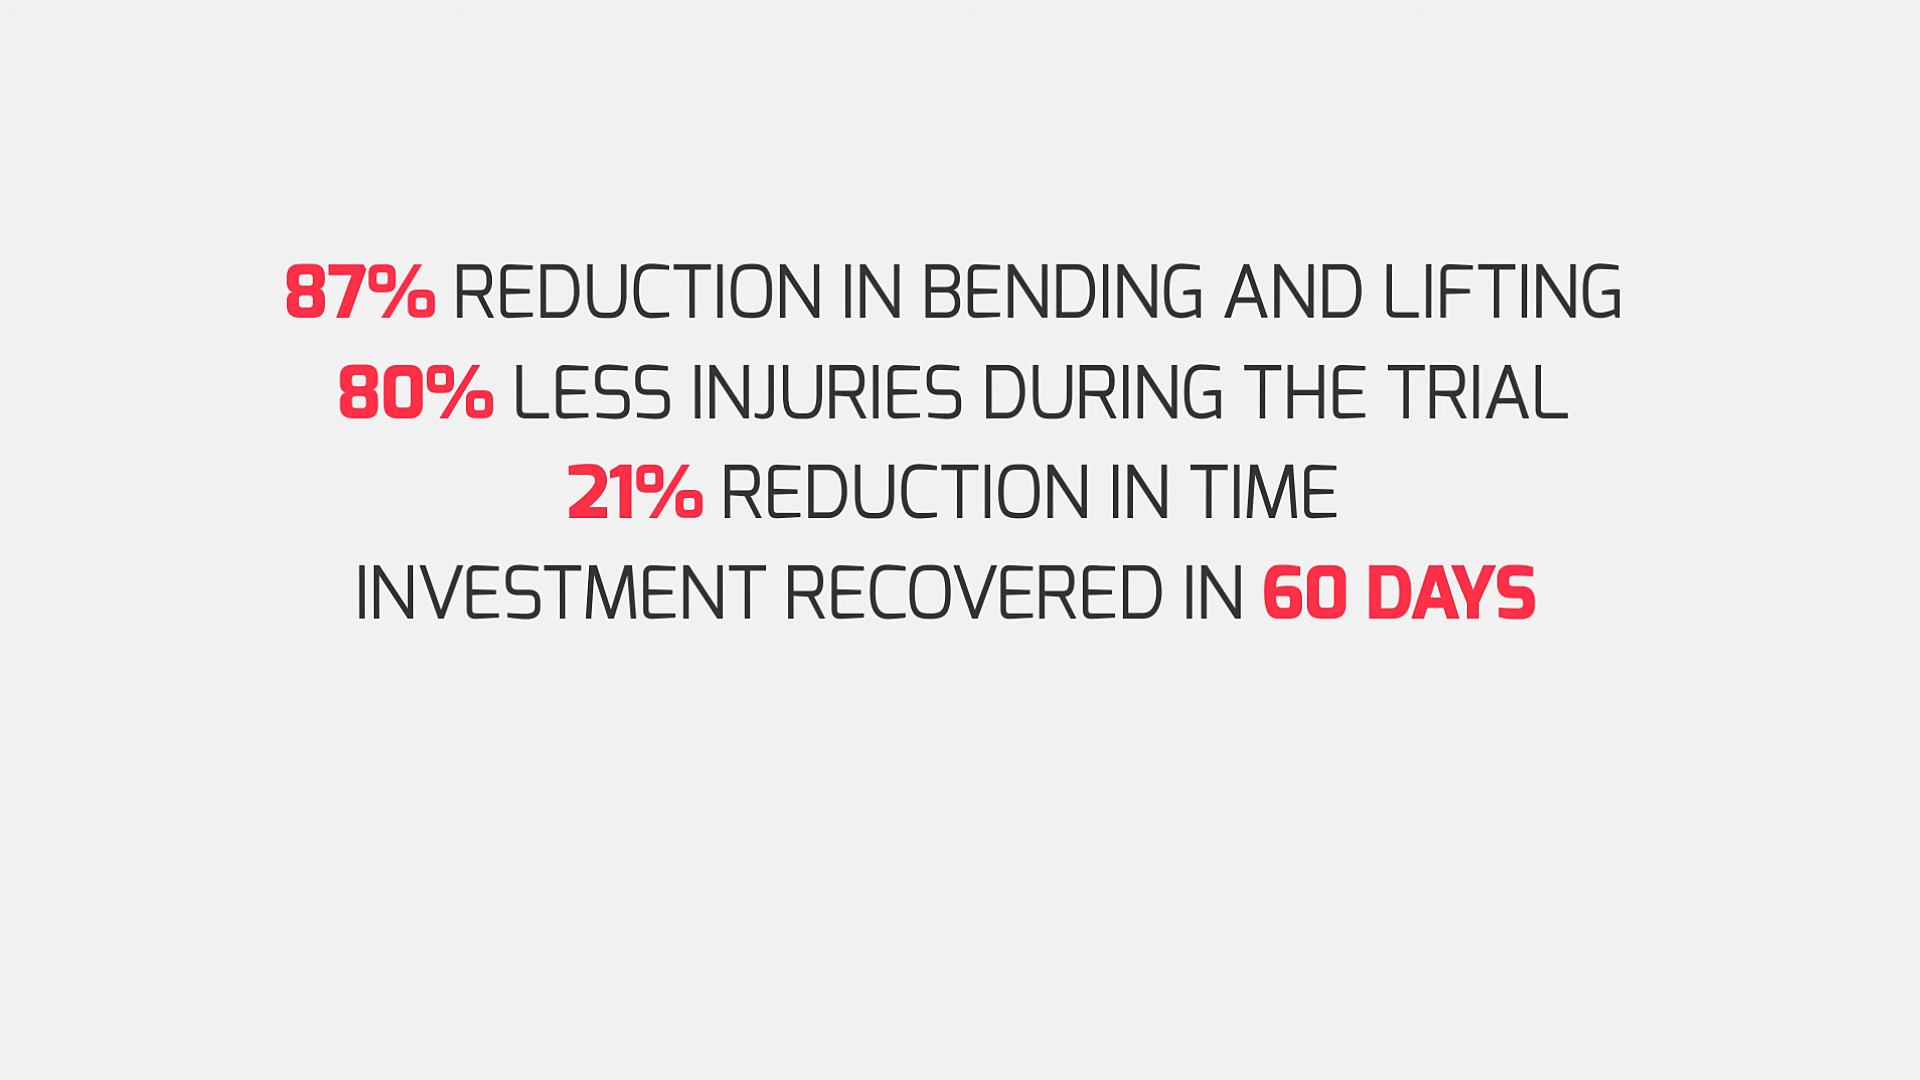 87% REDUCTION IN BENDING AND LIFTING
80% LESS INJURIES DURING THE TRIAL
21% REDUCTION IN TIME
INVESTMENT RECOVERED IN 60 DAYS